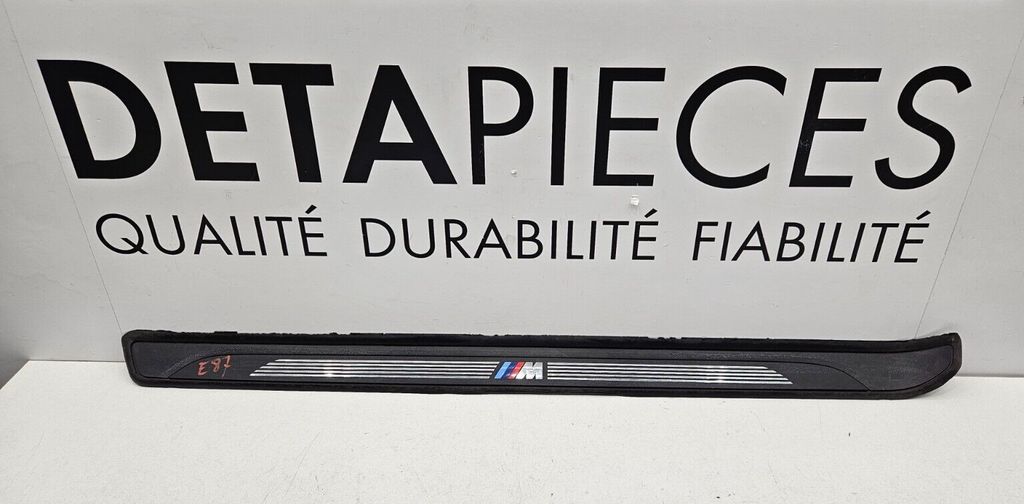 DETAPIECES
QUALITÉ DURABILITÉ FIABILITÉ
E87 M